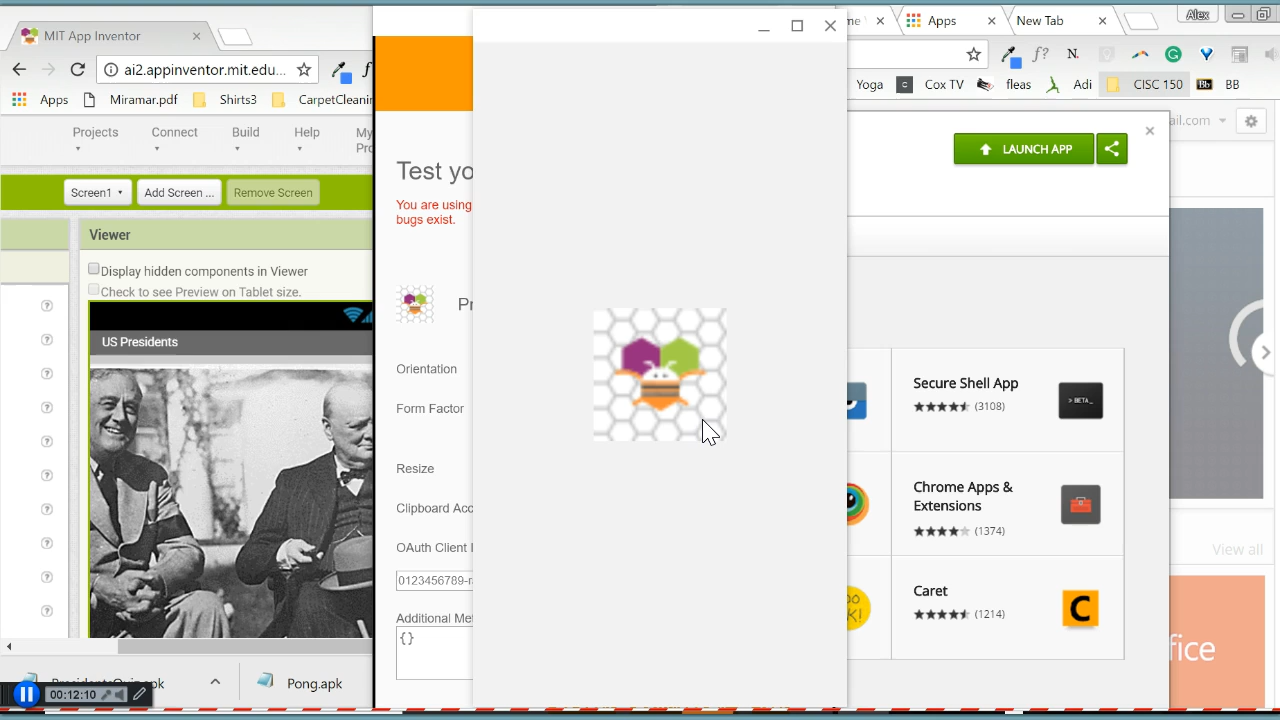 MIT App Inventor
ai2.appinventor.mit.edu...
Apps
Miramar.pdf
Shirts3
Projects
Connect
Build
Help
My
Screen1
Add Screen ...
Remove Screen
Viewer
Display hidden components in Viewer
Check to see Preview on Tablet size.
US Presidents
Pong.apk
00:12:10
Test
You are using
bugs exist.
Orientation
Form Factor
Resize
Clipboard
OAuth Client
0123456789-
Additional
{}
Apps
New Tab
Alex
f?
N.
Yoga
C
Cox TV
fleas
Adi
CISC 150
Bb
BB
LAUNCH APP
Secure Shell App
(3108)
> BETA_
Chrome Apps &
Extensions
(1374)
Caret
(1214)
C
View all